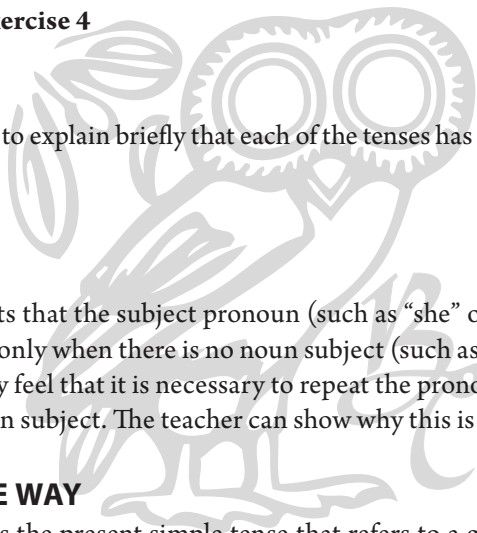 ercise 4
to explain briefly that each of the tenses has
ts that the subject pronoun (such as “she” o
only when there is no noun subject (such as
y feel that it is necessary to repeat the prono
n subject. The teacher can show why this is
E WAY
s the present simple tense that refers to a